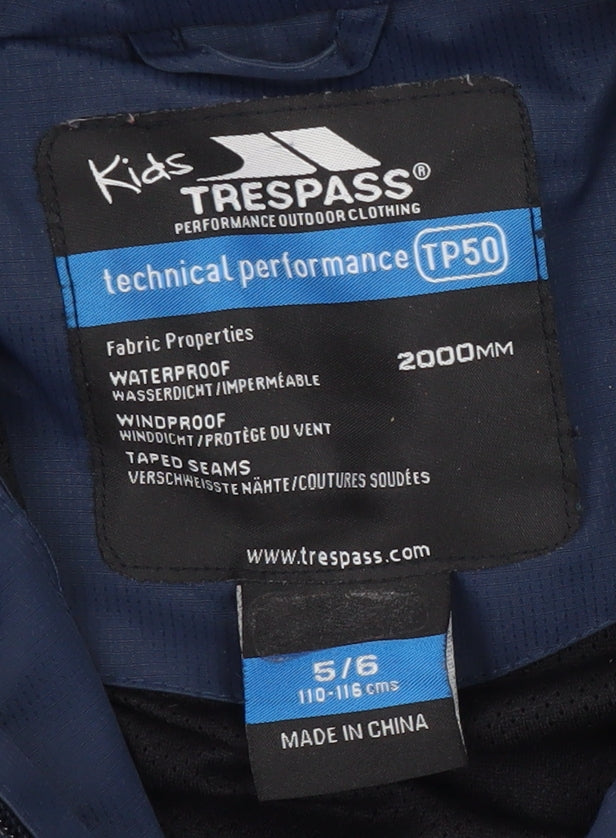 Kids
TRESPASS®
PERFORMANCE OUTDOOR CLOTHING
technical performance TP50
Fabric Properties
WATERPROOF 2000MM
WASSERDICHT/IMPERMÉABLE
WINDPROOF
WINDDICHT/PROTÈGE DU VENT
TAPED SEAMS
VERSCHWEISSTE NÄHTE/COUTURES SOUDÉES
www.trespass.com
5/6
110-116 cms
MADE IN CHINA